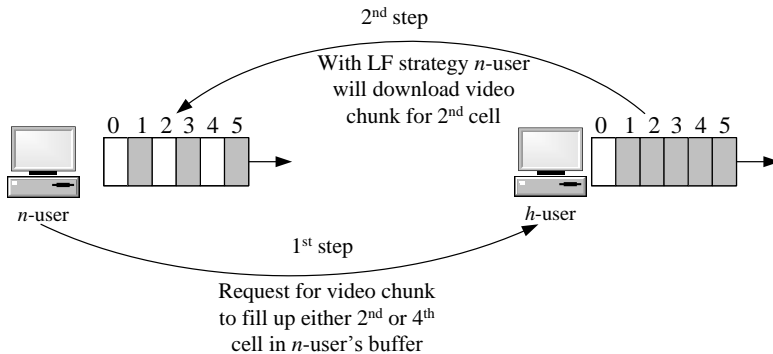 2nd step
With LF strategy n-user
will download video
chunk for 2nd cell
0 1 2 3 4 5
0 1 2 3 4 5
n-user
h-user
1st step
Request for video chunk
to fill up either 2nd or 4th
cell in n-user's buffer